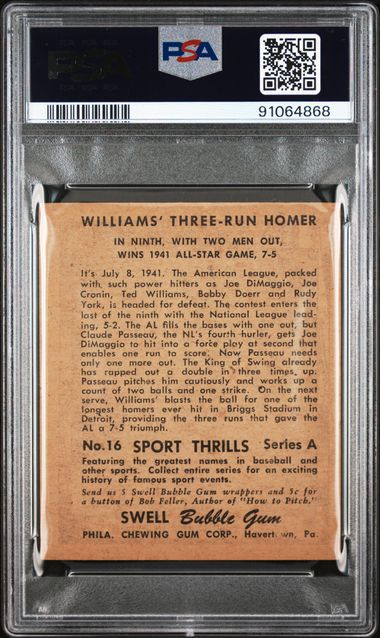 PSA
PSA
91064868
WILLIAMS' THREE-RUN HOMER
IN NINTH, WITH TWO MEN OUT,
WINS 1941 ALL-STAR GAME, 7-5
It's July 8, 1941. The American League, packed
with such power hitters as Joe DiMaggio, Joe
Cronin, Ted Williams, Bobby Doerr and Rudy
York, is headed for defeat. The contest enters the
last of the ninth with the National League lead-
ing, 5-2. The AL fills the bases with one out, but
Claude Passeau, the NL's fourth hurler, gets Joe
DiMaggio to hit into a force play at second that
enables one run to score. Now Passeau needs
only one more out. The King of Swing already
has rapped out a double in three times up.
Passeau pitches him cautiously and works up a
count of two balls and one strike. On the next
serve, Williams' blasts the ball for one of the
longest homers ever hit in Briggs Stadium in
Detroit, providing the three runs that gave the
AL a 7-5 triumph.
No.16 SPORT THRILLS Series A
Featuring the greatest names in baseball and
other sports. Collect entire series for an exciting
history of famous sport events.
Send us 5 Swell Bubble Gum wrappers and 5c for
a button of Bob Feller, Author of "How to Pitch."
SWELL Bubble Gum
PHILA. CHEWING GUM CORP., Havertown, Pa.